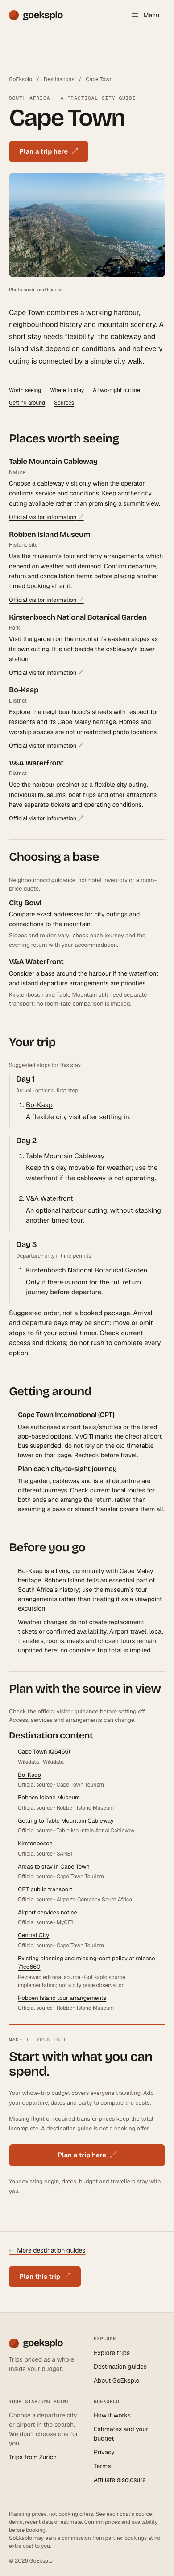 goeksplo
Menu
GoEksplo / Destinations / Cape Town
SOUTH AFRICA · A PRACTICAL CITY GUIDE
Cape Town
Plan a trip here ↗
Photo credit and licence
Cape Town combines a working harbour,
neighbourhood history and mountain scenery. A
short stay needs flexibility: the cableway and
island visit depend on conditions, and not every
outing is connected by a simple city walk.
Worth seeing Where to stay A two-night outline
Getting around Sources
Places worth seeing
Table Mountain Cableway
Nature
Choose a cableway visit only when the operator
confirms service and conditions. Keep another city
outing available rather than promising a summit view.
Official visitor information ↗
Robben Island Museum
Historic site
Use the museum's tour and ferry arrangements, which
depend on weather and demand. Confirm departure,
return and cancellation terms before placing another
timed booking after it.
Official visitor information ↗
Kirstenbosch National Botanical Garden
Park
Visit the garden on the mountain's eastern slopes as
its own outing. It is not beside the cableway's lower
station.
Official visitor information ↗
Bo-Kaap
District
Explore the neighbourhood's streets with respect for
residents and its Cape Malay heritage. Homes and
worship spaces are not unrestricted photo locations.
Official visitor information ↗
V&A Waterfront
District
Use the harbour precinct as a flexible city outing.
Individual museums, boat trips and other attractions
have separate tickets and operating conditions.
Official visitor information ↗
Choosing a base
Neighbourhood guidance, not hotel inventory or a room-
price quote.
City Bowl
Compare exact addresses for city outings and
connections to the mountain.
Slopes and routes vary; check each journey and the
evening return with your accommodation.
V&A Waterfront
Consider a base around the harbour if the waterfront
and island departure arrangements are priorities.
Kirstenbosch and Table Mountain still need separate
transport; no room-rate comparison is implied.
Your trip
Suggested stops for this stay
Day 1
Arrival · optional first stop
1. Bo-Kaap
A flexible city visit after settling in.
Day 2
1. Table Mountain Cableway
Keep this day movable for weather; use the
waterfront if the cableway is not operating.
2. V&A Waterfront
An optional harbour outing, without stacking
another timed tour.
Day 3
Departure · only if time permits
1. Kirstenbosch National Botanical Garden
Only if there is room for the full return
journey before departure.
Suggested order, not a booked package. Arrival
and departure days may be short: move or omit
stops to fit your actual times. Check current
access and tickets; do not rush to complete every
option.
Getting around
Cape Town International (CPT)
Use authorised airport taxis/shuttles or the listed
app-based options. MyCiTi marks the direct airport
bus suspended: do not rely on the old timetable
lower on that page. Recheck before travel.
Plan each city-to-sight journey
The garden, cableway and island departure are
different journeys. Check current local routes for
both ends and arrange the return, rather than
assuming a pass or shared transfer covers them all.
Before you go
Bo-Kaap is a living community with Cape Malay
heritage. Robben Island tells an essential part of
South Africa's history; use the museum's tour
arrangements rather than treating it as a viewpoint
excursion.
Weather changes do not create replacement
tickets or confirmed availability. Airport travel, local
transfers, rooms, meals and chosen tours remain
unpriced here; no complete trip total is implied.
Plan with the source in view
Check the official visitor guidance before setting off.
Access, services and arrangements can change.
Destination content
Cape Town (Q5465)
Wikidata · Wikidata
Bo-Kaap
Official source · Cape Town Tourism
Robben Island Museum
Official source · Robben Island Museum
Getting to Table Mountain Cableway
Official source · Table Mountain Aerial Cableway
Kirstenbosch
Official source · SANBI
Areas to stay in Cape Town
Official source · Cape Town Tourism
CPT public transport
Official source · Airports Company South Africa
Airport services notice
Official source · MyCiTi
Central City
Official source · Cape Town Tourism
Existing planning and missing-cost policy at release
71ed660
Reviewed editorial source · GoEksplo source
implementation; not a city price observation
Robben Island tour arrangements
Official source · Robben Island Museum
MAKE IT YOUR TRIP
Start with what you can
spend.
Your whole-trip budget covers everyone travelling. Add
your departure, dates and party to compare the costs.
Missing flight or required transfer prices keep the total
incomplete. A destination guide is not a booking offer.
Plan a trip here ↗
Your existing origin, dates, budget and travellers stay with
you.
← More destination guides
Plan this trip ↗
goeksplo
Trips priced as a whole,
inside your budget.
EXPLORE
Explore trips
Destination guides
About GoEksplo
YOUR STARTING POINT
Choose a departure city
or airport in the search.
We don't choose one for
you.
Trips from Zurich
GOEKSPLO
How it works
Estimates and your
budget
Privacy
Terms
Affiliate disclosure
Planning prices, not booking offers. See each cost's source:
demo, recent data or estimate. Confirm prices and availability
before booking.
GoEksplo may earn a commission from partner bookings at no
extra cost to you.
© 2026 GoEksplo